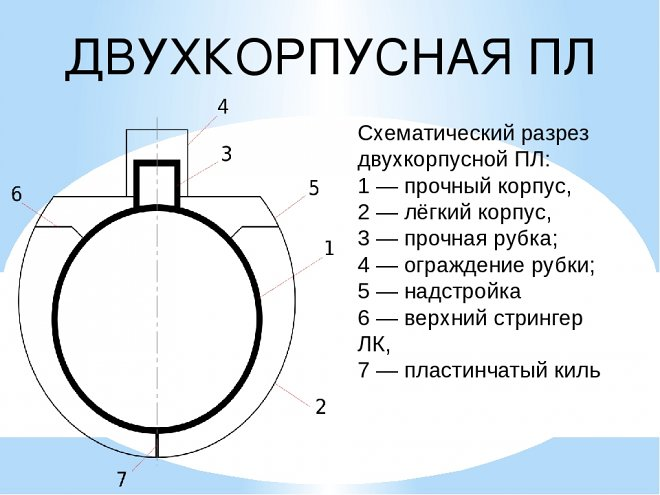 ДВУХКОРПУСНАЯ ПЛ
4
3
6
5
1
2
7
Схематический разрез
двухкорпусной ПЛ:
1 — прочный корпус,
2 — лёгкий корпус,
3 — прочная рубка;
4 — ограждение рубки;
5 — надстройка
6 — верхний стрингер
ЛК,
7 — пластинчатый киль